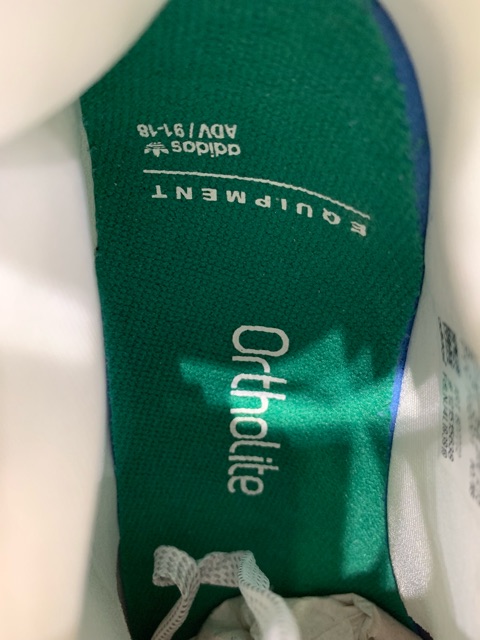 EQUIPMENT
adidas
ADV / 91-18
Ortholite